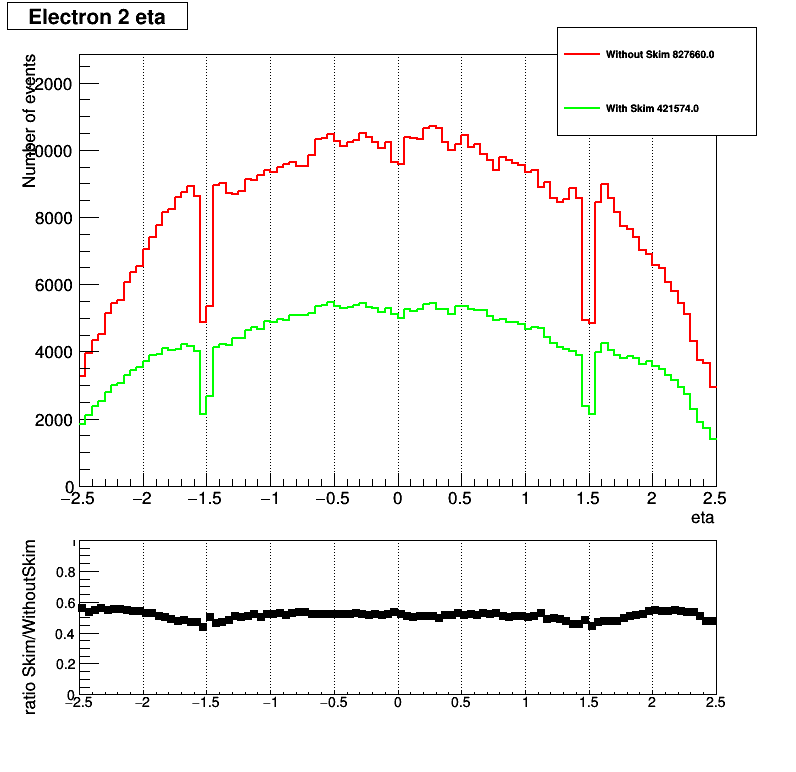 Electron 2 eta
Without Skim 827660.0
With Skim 421574.0
Number of events
2000
0000
8000
6000
4000
2000
0
−2.5 −2 −1.5 −1 −0.5 0 0.5 1 1.5 2 2.5
eta
ratio Skim/WithoutSkim
1
0.8
0.6
0.4
0.2
0
−2.5 −2 −1.5 −1 −0.5 0 0.5 1 1.5 2 2.5